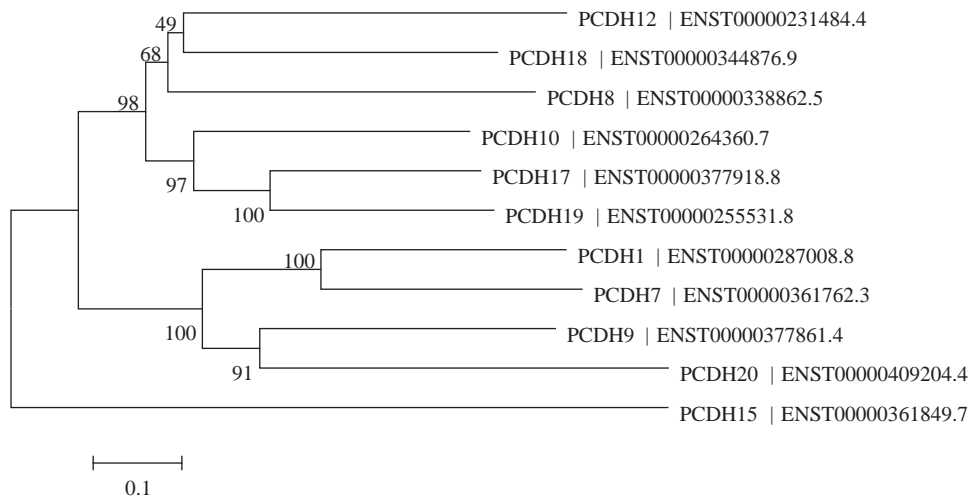 PCDH12 | ENST00000231484.4
49
PCDH18 | ENST00000344876.9
68
PCDH8 | ENST00000338862.5
98
PCDH10 | ENST00000264360.7
PCDH17 | ENST00000377918.8
97
PCDH19 | ENST00000255531.8
100
PCDH1 | ENST00000287008.8
100
PCDH7 | ENST00000361762.3
100
PCDH9 | ENST00000377861.4
91
PCDH20 | ENST00000409204.4
PCDH15 | ENST00000361849.7
0.1